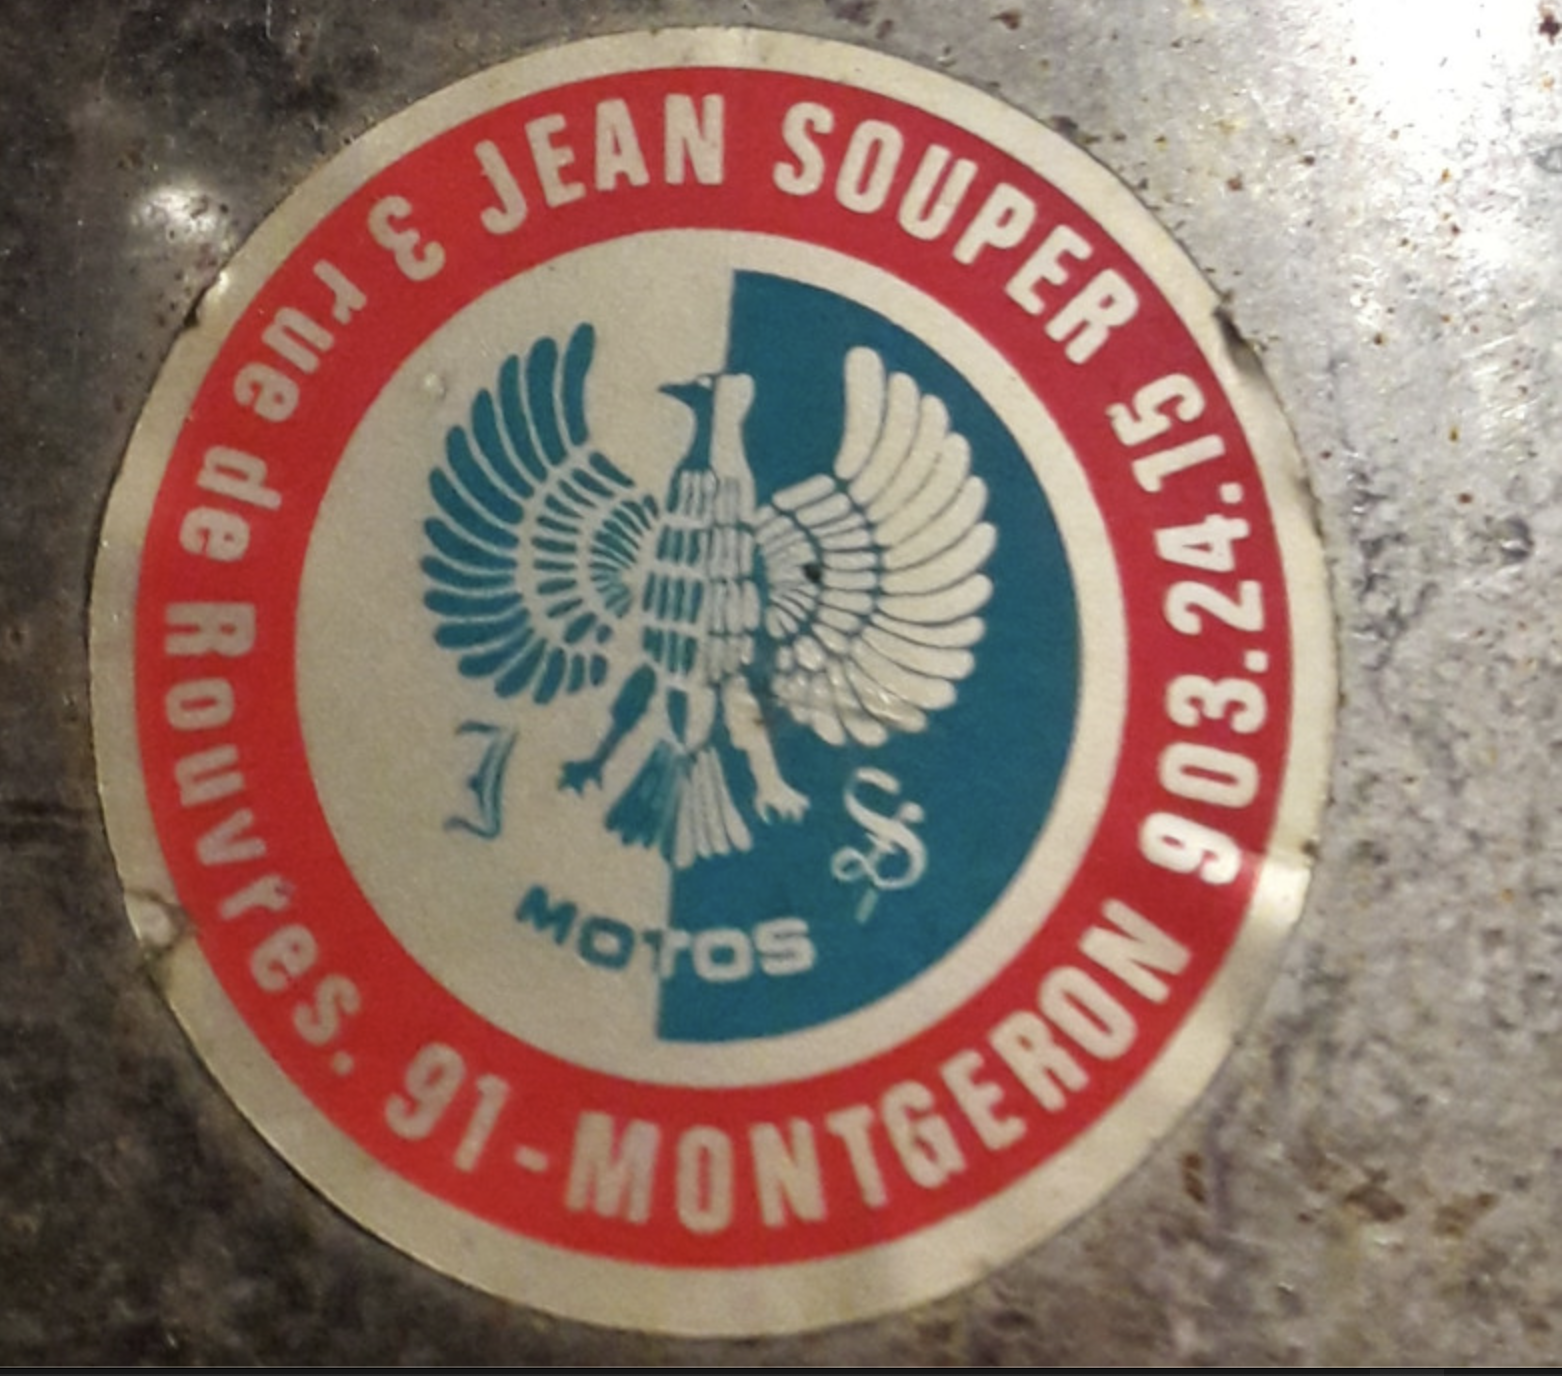 JEAN SOUPER
3 rue de Rouvres.
91-MONTGERON 903.24.15
J S
MOTOS